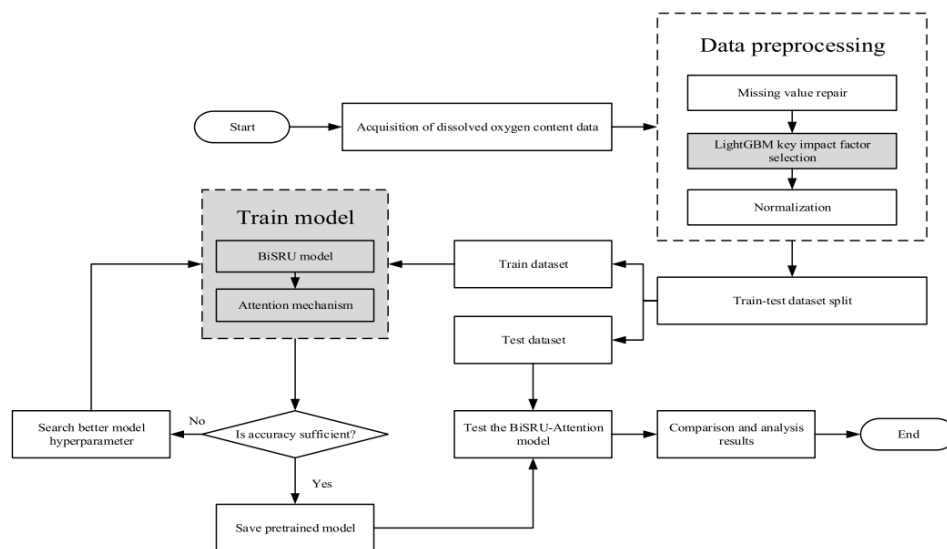 Data preprocessing
Missing value repair
Start
Acquisition of dissolved oxygen content data
LightGBM key impact factor
selection
Normalization
Train model
BiSRU model
Attention mechanism
Train dataset
Train-test dataset split
Test dataset
Search better model
hyperparameter
No
Is accuracy sufficient?
Yes
Test the BiSRU-Attention
model
Comparison and analysis
results
End
Save pretrained model